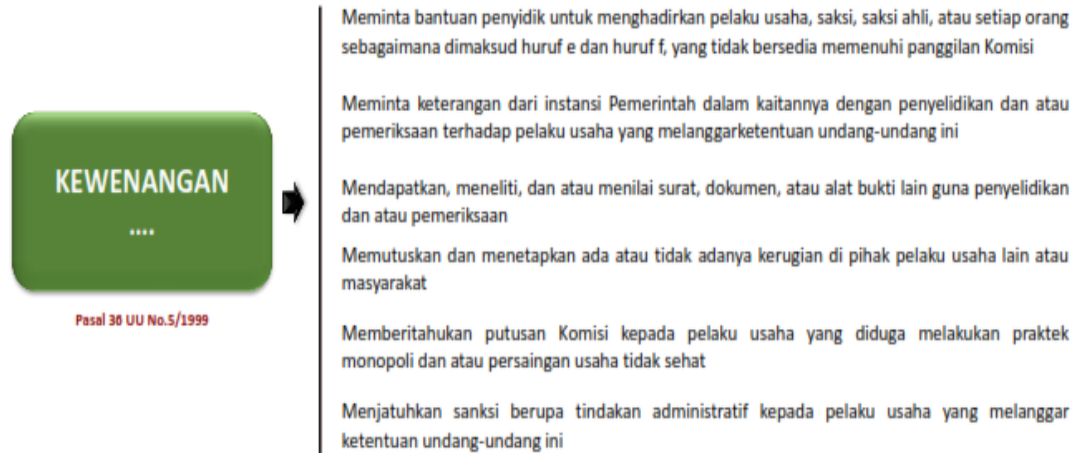 KEWENANGAN
....
Pasal 36 UU No.5/1999
Meminta bantuan penyidik untuk menghadirkan pelaku usaha, saksi, saksi ahli, atau setiap orang
sebagaimana dimaksud huruf e dan huruf f, yang tidak bersedia memenuhi panggilan Komisi
Meminta keterangan dari instansi Pemerintah dalam kaitannya dengan penyelidikan dan atau
pemeriksaan terhadap pelaku usaha yang melanggarketentuan undang-undang ini
Mendapatkan, meneliti, dan atau menilai surat, dokumen, atau alat bukti lain guna penyelidikan
dan atau pemeriksaan
Memutuskan dan menetapkan ada atau tidak adanya kerugian di pihak pelaku usaha lain atau
masyarakat
Memberitahukan putusan Komisi kepada pelaku usaha yang diduga melakukan praktek
monopoli dan atau persaingan usaha tidak sehat
Menjatuhkan sanksi berupa tindakan administratif kepada pelaku usaha yang melanggar
ketentuan undang-undang ini